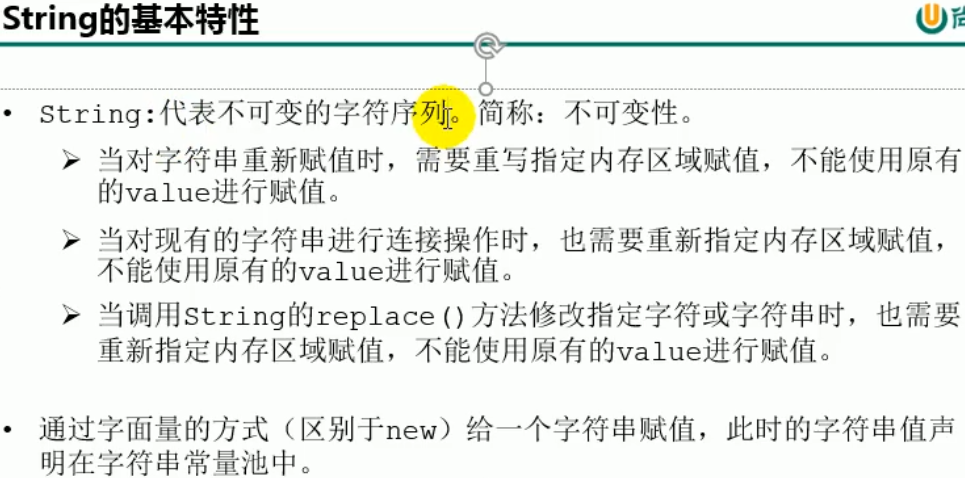 String的基本特性
• String:代表不可变的字符序列。简称：不可变性。
➢ 当对字符串重新赋值时，需要重写指定内存区域赋值，不能使用原有
的value进行赋值。
➢ 当对现有的字符串进行连接操作时，也需要重新指定内存区域赋值，
不能使用原有的value进行赋值。
➢ 当调用String的replace()方法修改指定字符或字符串时，也需要
重新指定内存区域赋值，不能使用原有的value进行赋值。
• 通过字面量的方式（区别于new）给一个字符串赋值，此时的字符串值声
明在字符串常量池中。